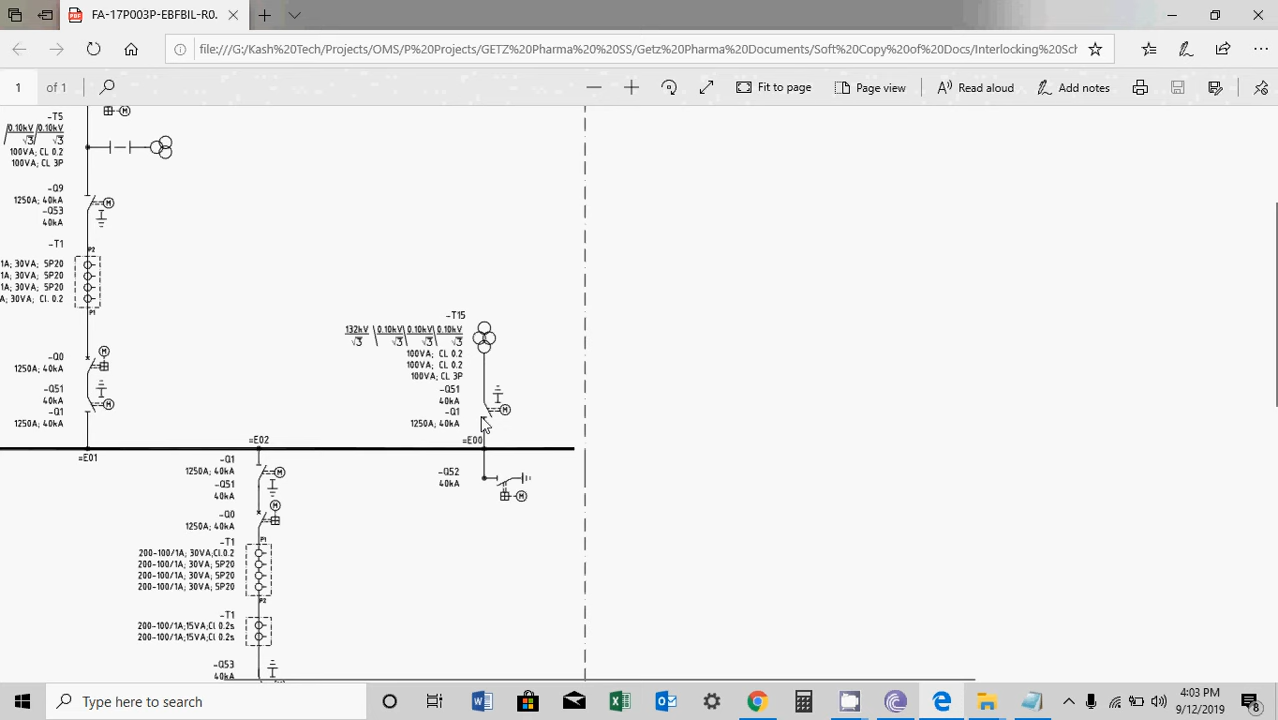 FA-17P003P-EBFBIL-R0.
file:///G:/Kash%20Tech/Projects/OMS/P%20Projects/GETZ%20Pharma%20%20SS/Getz%20Pharma%20Documents/Soft%20Copy%20of%20Docs/Interlocking%20Sch
1 of 1
Fit to page
Page view
Read aloud
Add notes
M
-T5
/0.10kV/0.10kV
√3 √3
100VA; CL 0.2
100VA; CL 3P
-Q9
1250A; 40kA
M
-Q53
40kA
-T1
P2
1A; 30VA; 5P20
1A; 30VA; 5P20
1A; 30VA; 5P20
A; 30VA; Cl. 0.2
P1
-T15
132kV \0.10kV\0.10kV\0.10kV
√3 √3 √3 √3
100VA; CL 0.2
100VA; CL 0.2
100VA; CL 3P
M
-Q0
1250A; 40kA
-Q51
40kA
-Q1
1250A; 40kA
M
-Q51
40kA
-Q1
1250A; 40kA
M
=E01
=E02
=E00
-Q1
1250A; 40kA
M
-Q51
40kA
-Q52
40kA
M
M
-Q0
1250A; 40kA
-T1
P1
200-100/1A; 30VA;Cl.0.2
200-100/1A; 30VA; 5P20
200-100/1A; 30VA; 5P20
200-100/1A; 30VA; 5P20
P2
-T1
200-100/1A;15VA;Cl 0.2s
200-100/1A;15VA;Cl 0.2s
-Q53
40kA
Type here to search
4:03 PM
9/12/2019
8